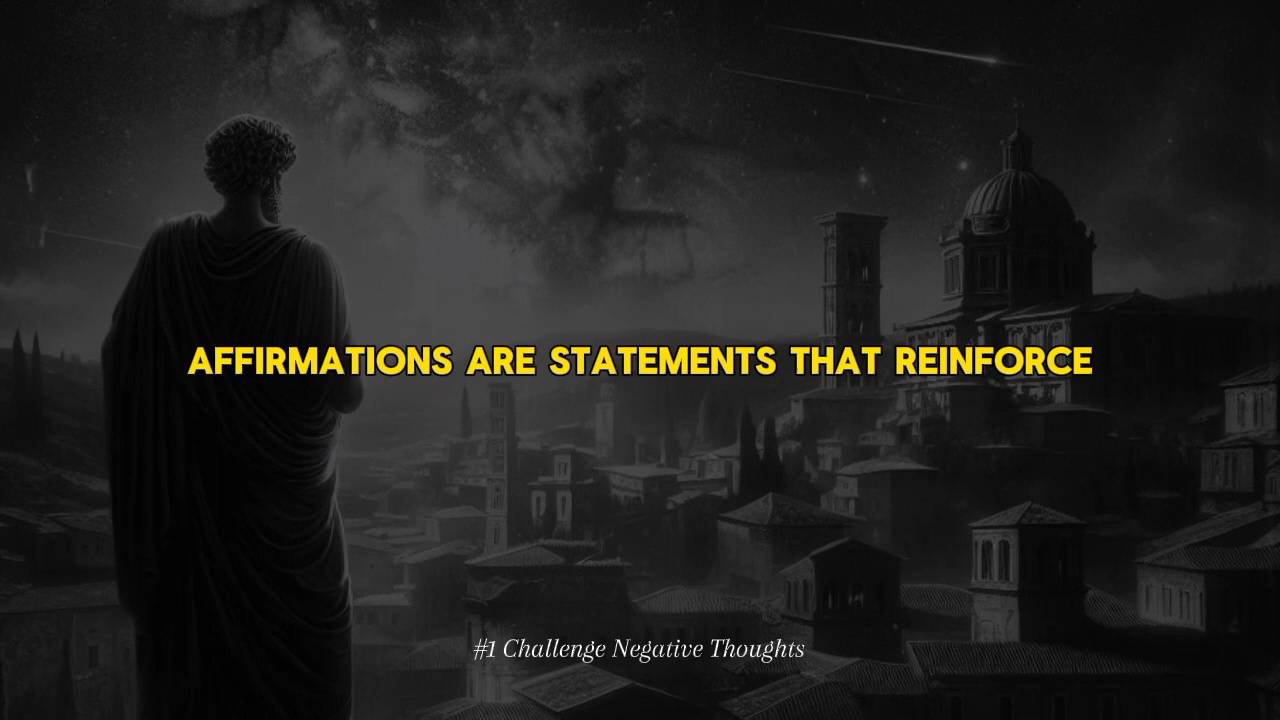 AFFIRMATIONS ARE STATEMENTS THAT REINFORCE
#1 Challenge Negative Thoughts